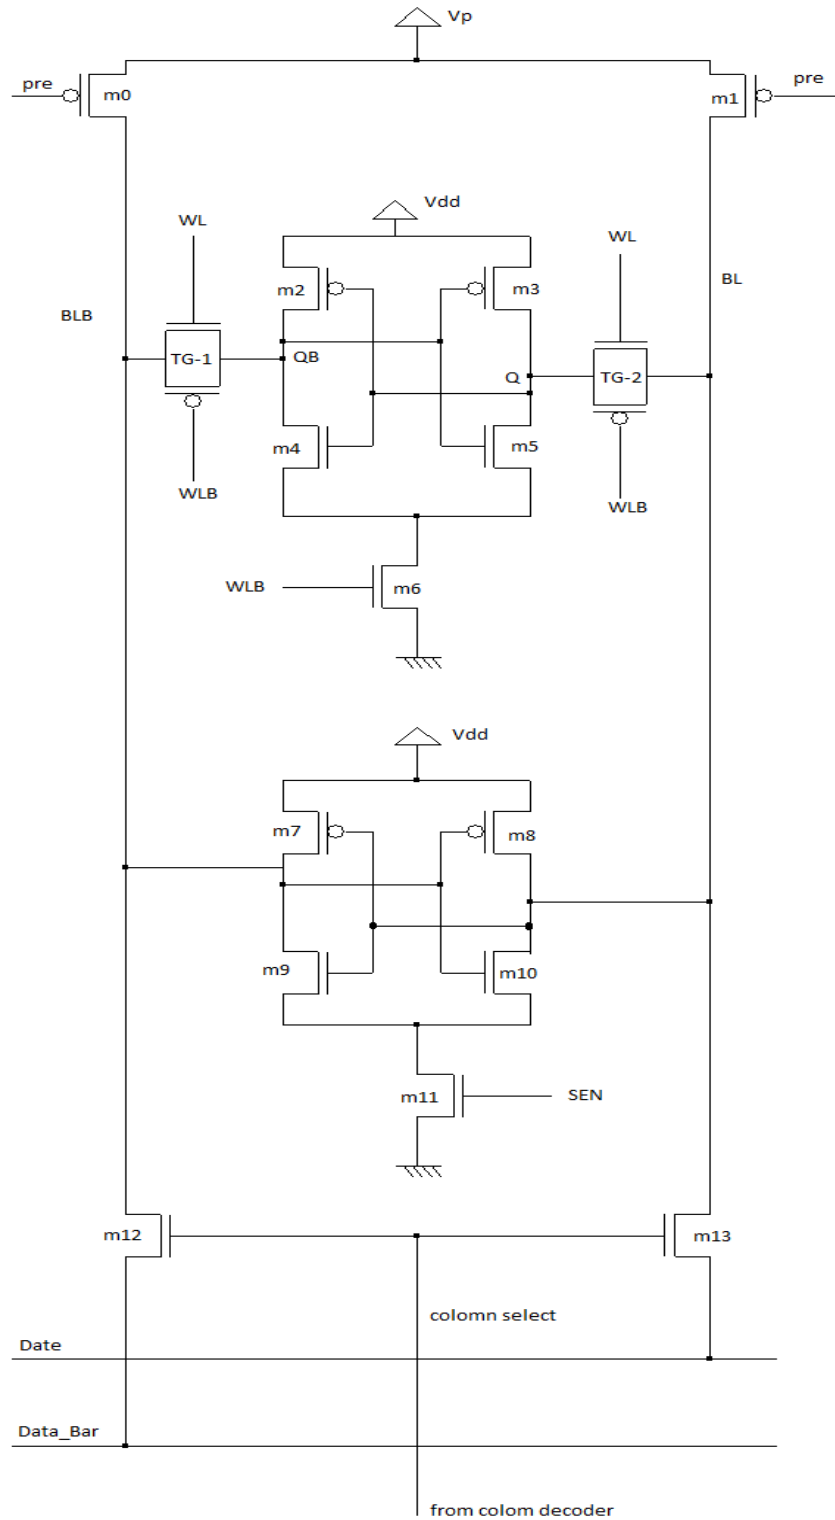 Vp
pre
pre
m0
m1
Vdd
WL
WL
BL
m2
m3
BLB
TG-1
QB
Q
TG-2
m4
m5
WLB
WLB
WLB
m6
Vdd
m7
m8
m9
m10
m11
SEN
m12
m13
colomn select
Date
Data_Bar
from colom decoder